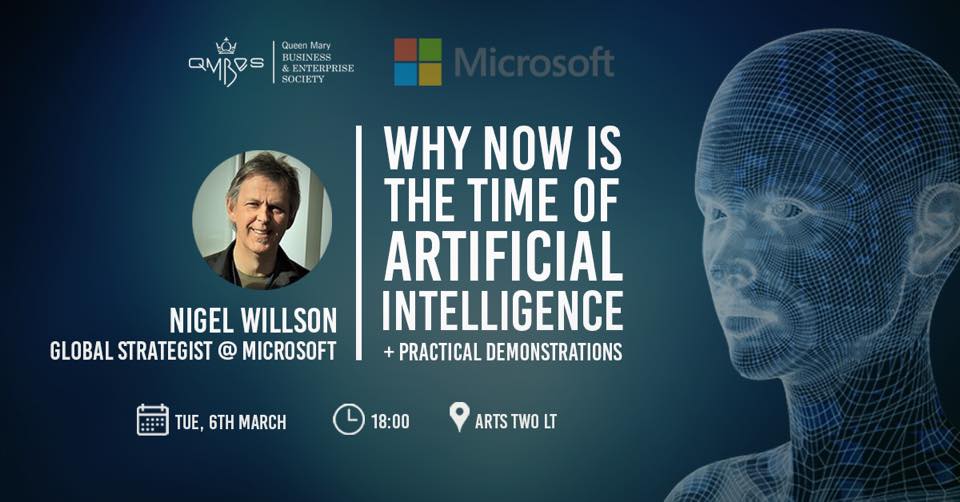 QMBES
Queen Mary
BUSINESS
& ENTERPRISE
SOCIETY
Microsoft
WHY NOW IS
THE TIME OF
ARTIFICIAL
INTELLIGENCE
+ PRACTICAL DEMONSTRATIONS
NIGEL WILLSON
GLOBAL STRATEGIST @ MICROSOFT
TUE, 6TH MARCH
18:00
ARTS TWO LT